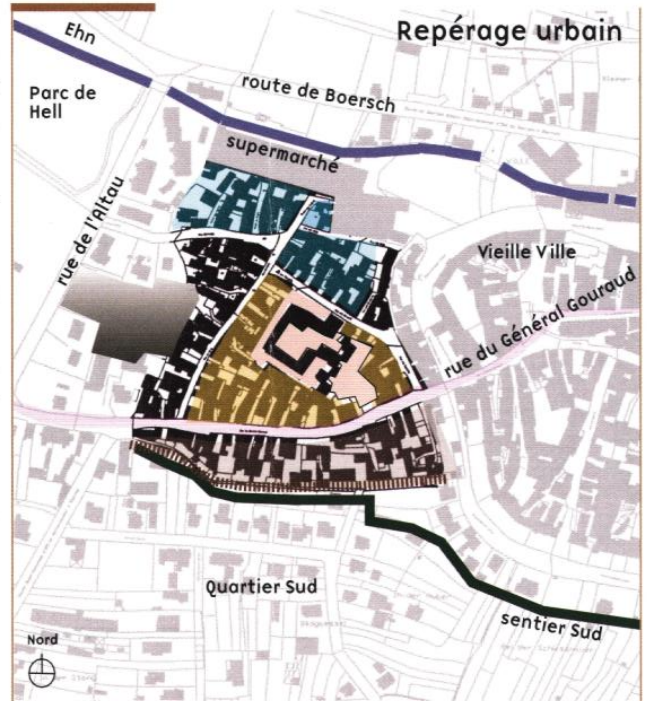 Repérage urbain
Ehn
route de Boersch
Parc de
Hell
supermarché
rue de l'Altau
Vieille Ville
rue du Général Gouraud
Quartier Sud
sentier Sud
Nord